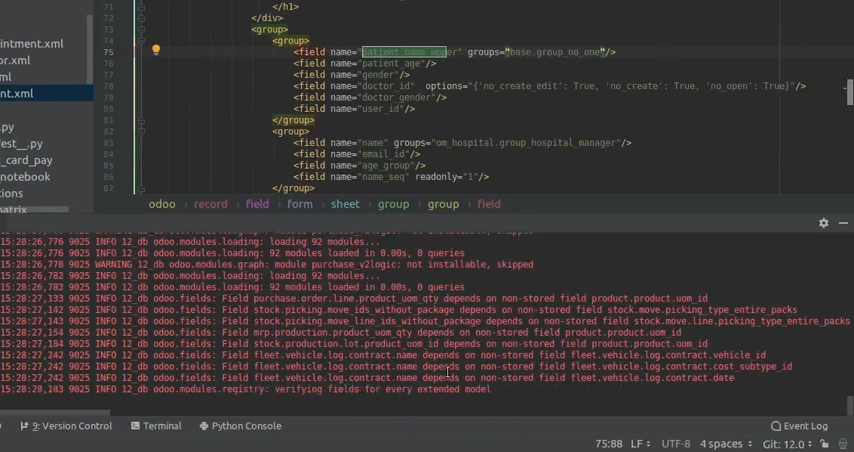 71 </h1>
72 </div>
73 <group>
74 <group>
75 <field name="patient_name_upper" groups="base.group_no_one"/>
76 <field name="patient_age"/>
77 <field name="gender"/>
78 <field name="doctor_id" options="{'no_create_edit': True, 'no_create': True, 'no_open': True}"/>
79 <field name="doctor_gender"/>
80 <field name="user_id"/>
81 </group>
82 <group>
83 <field name="name" groups="om_hospital.group_hospital_manager"/>
84 <field name="email_id"/>
85 <field name="age_group"/>
86 <field name="name_seq" readonly="1"/>
87 </group>
intment.xml
or.xml
ml
nt.xml
.py
fest__.py
t_card_pay
notebook
tions
matrix
odoo record field form sheet group group field
15:28:26,776 9025 INFO 12_db odoo.modules.loading: loading 92 modules...
15:28:26,776 9025 INFO 12_db odoo.modules.loading: 92 modules loaded in 0.00s, 0 queries
15:28:26,778 9025 WARNING 12_db odoo.modules.graph: module purchase_v2logic: not installable, skipped
15:28:26,782 9025 INFO 12_db odoo.modules.loading: loading 92 modules...
15:28:26,783 9025 INFO 12_db odoo.modules.loading: 92 modules loaded in 0.00s, 0 queries
15:28:27,133 9025 INFO 12_db odoo.fields: Field purchase.order.line.product_uom_qty depends on non-stored field product.product.uom_id
15:28:27,142 9025 INFO 12_db odoo.fields: Field stock.picking.move_ids_without_package depends on non-stored field stock.move.picking_type_entire_packs
15:28:27,143 9025 INFO 12_db odoo.fields: Field stock.picking.move_line_ids_without_package depends on non-stored field stock.move.line.picking_type_entire_packs
15:28:27,154 9025 INFO 12_db odoo.fields: Field mrp.production.product_uom_qty depends on non-stored field product.product.uom_id
15:28:27,184 9025 INFO 12_db odoo.fields: Field stock.production.lot.product_uom_id depends on non-stored field product.product.uom_id
15:28:27,242 9025 INFO 12_db odoo.fields: Field fleet.vehicle.log.contract.name depends on non-stored field fleet.vehicle.log.contract.vehicle_id
15:28:27,242 9025 INFO 12_db odoo.fields: Field fleet.vehicle.log.contract.name depends on non-stored field fleet.vehicle.log.contract.cost_subtype_id
15:28:27,242 9025 INFO 12_db odoo.fields: Field fleet.vehicle.log.contract.name depends on non-stored field fleet.vehicle.log.contract.date
15:28:28,183 9025 INFO 12_db odoo.modules.registry: verifying fields for every extended model
9: Version Control Terminal Python Console Event Log
75:88 LF UTF-8 4 spaces Git: 12.0